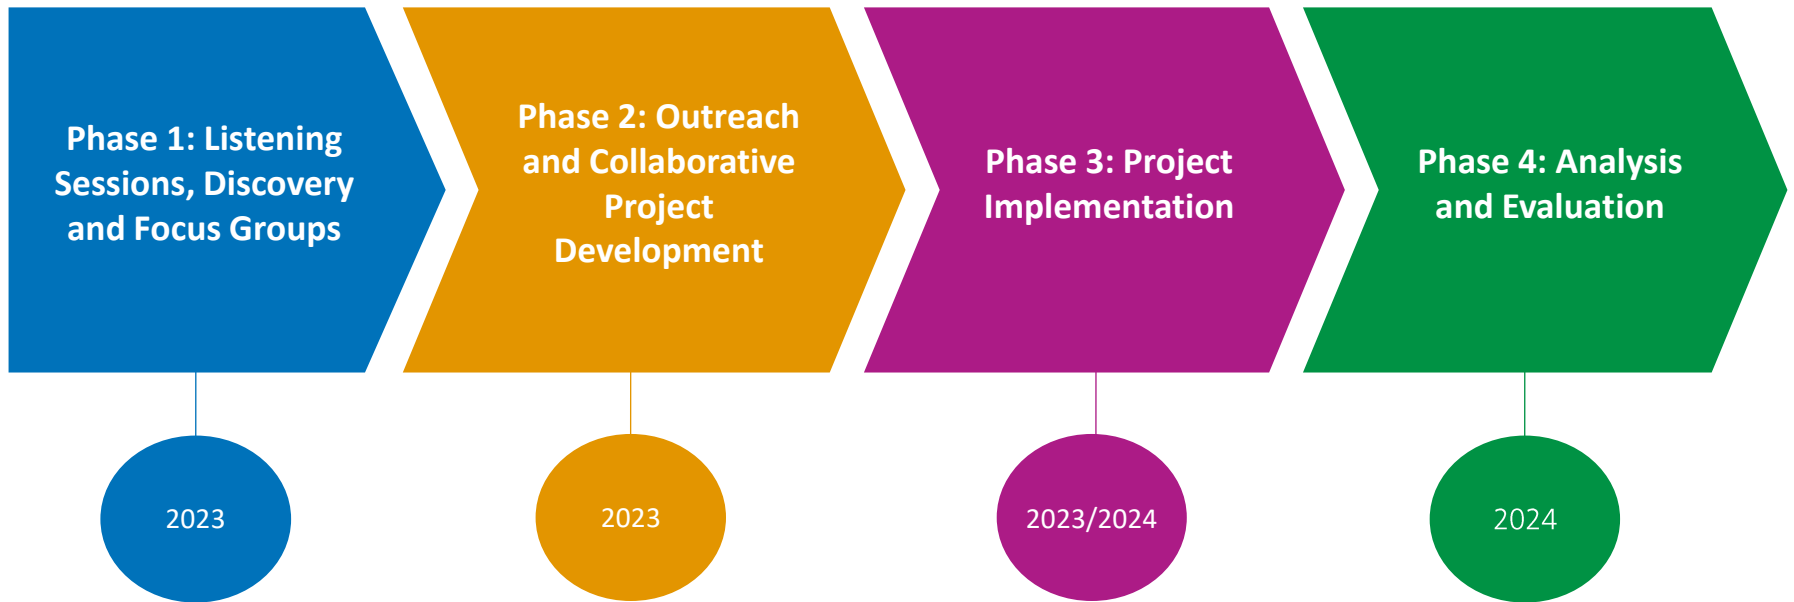 Phase 1: Listening
Sessions, Discovery
and Focus Groups
Phase 2: Outreach
and Collaborative
Project
Development
Phase 3: Project
Implementation
Phase 4: Analysis
and Evaluation
2023
2023
2023/2024
2024